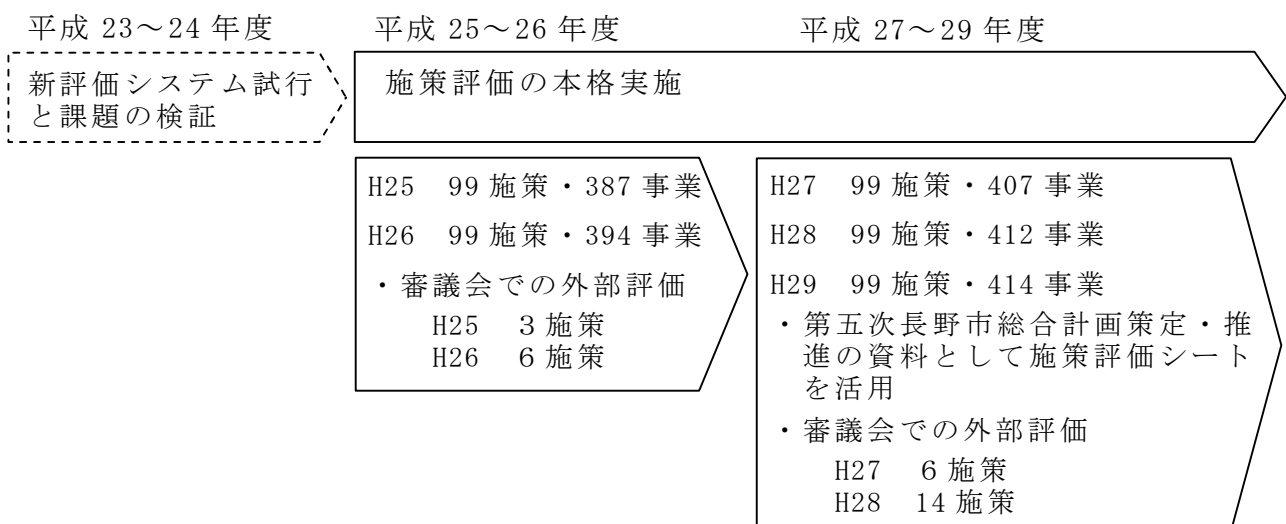 平成 23～24 年度
平成 25～26 年度
平成 27～29 年度
新評価システム試行
と課題の検証
施策評価の本格実施
H25 99 施策・387 事業
H26 99 施策・394 事業
・審議会での外部評価
H25 ３施策
H26 ６施策
H27 99 施策・407 事業
H28 99 施策・412 事業
H29 99 施策・414 事業
・第五次長野市総合計画策定・推
進の資料として施策評価シート
を活用
・審議会での外部評価
H27 ６施策
H28 14 施策